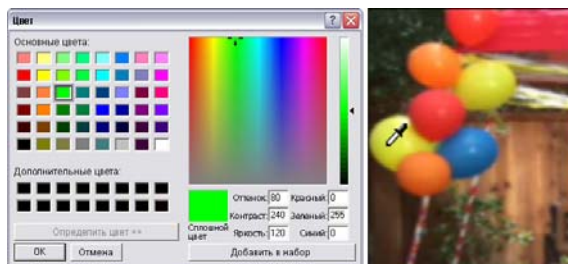 Цвет
Основные цвета:
Дополнительные цвета:
Определить цвет >>
OK Отмена
Сплошной цвет
Оттенок: 80 Красный: 0
Контраст: 240 Зеленый: 255
Яркость: 120 Синий: 0
Добавить в набор